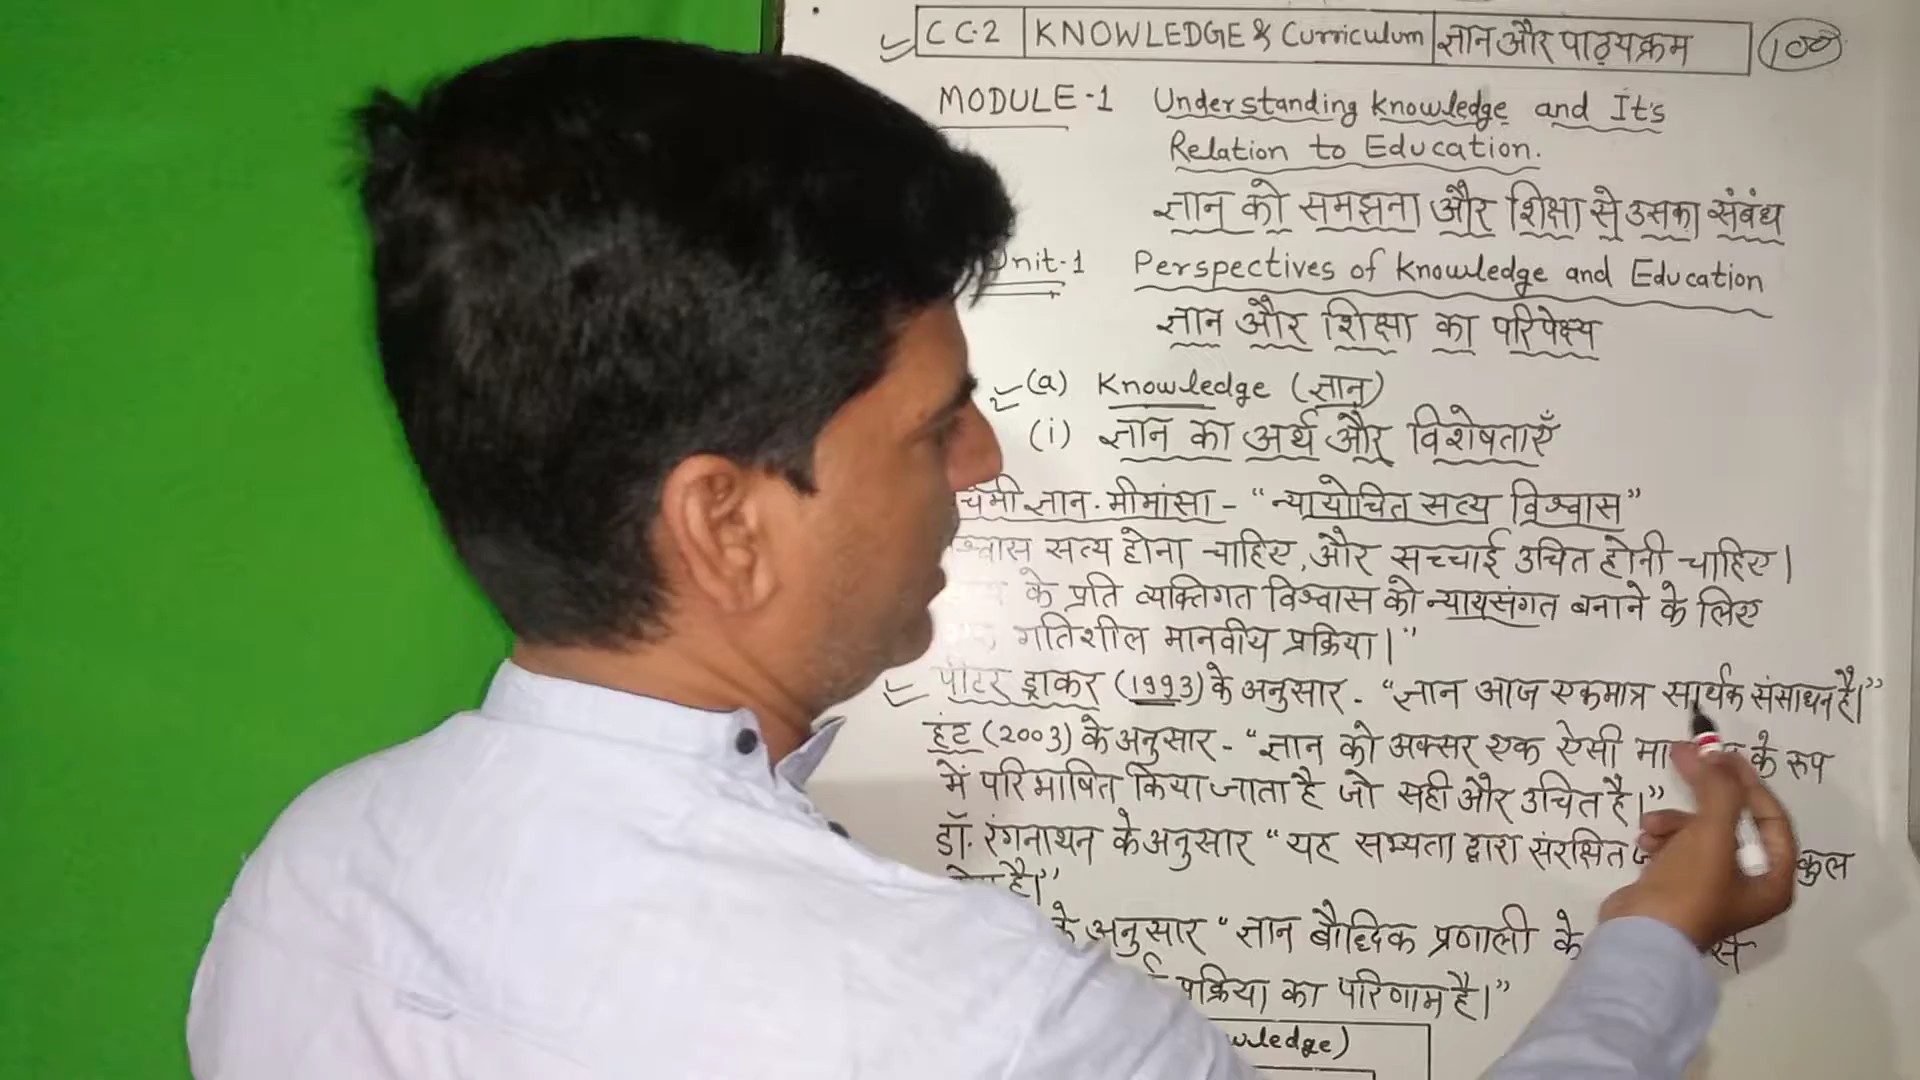 CC-2 KNOWLEDGE & Curriculum ज्ञान और पाठ्यक्रम 100
MODULE-1 Understanding knowledge and It's
Relation to Education.
ज्ञान को समझना और शिक्षा से उसका संबंध
Unit-1 Perspectives of Knowledge and Education
ज्ञान और शिक्षा का परिपेक्ष्य
(a) Knowledge (ज्ञान)
(i) ज्ञान का अर्थ और विशेषताएँ
ज्ञान-मीमांसा - "न्यायोचित सत्य विश्वास"
सत्य होना चाहिए, और सच्चाई उचित होनी चाहिए।
के प्रति व्यक्तिगत विश्वास को न्यायसंगत बनाने के लिए
गतिशील मानवीय प्रक्रिया।"
पीटर ड्राकर (1993) के अनुसार - "ज्ञान आज एकमात्र सार्थक संसाधन है।"
हंट (2003) के अनुसार - "ज्ञान को अक्सर एक ऐसी के रूप
में परिभाषित किया जाता है जो सही और उचित है।"
डॉ. रंगनाथन के अनुसार "यह सभ्यता द्वारा संरक्षित कुल
है।"
के अनुसार "ज्ञान बौद्धिक प्रणाली के से
प्रक्रिया का परिणाम है।"